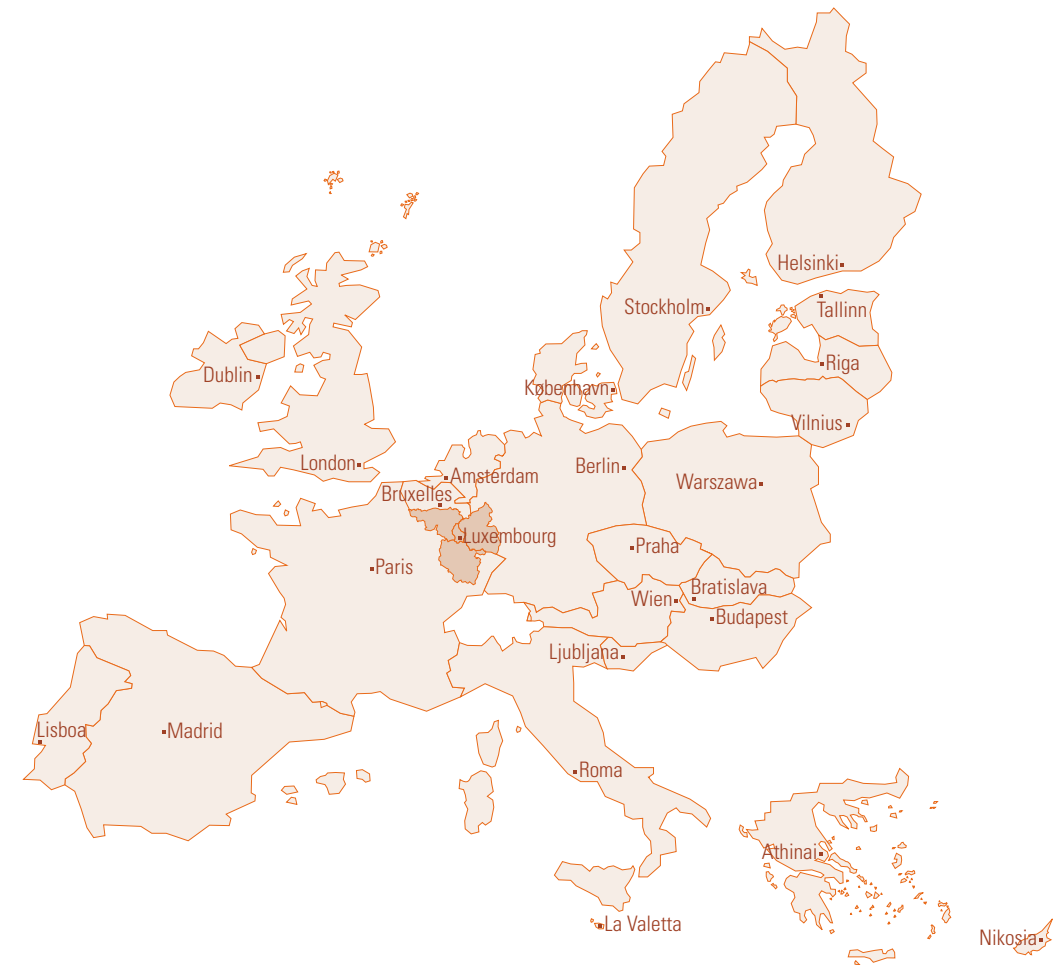 Helsinki
Stockholm
Tallinn
Riga
Dublin
København
Vilnius
London
Berlin
Amsterdam
Warszawa
Bruxelles
Luxembourg
Praha
Paris
Bratislava
Wien
Budapest
Ljubljana
Lisboa
Madrid
Roma
Athinai
La Valetta
Nikosia